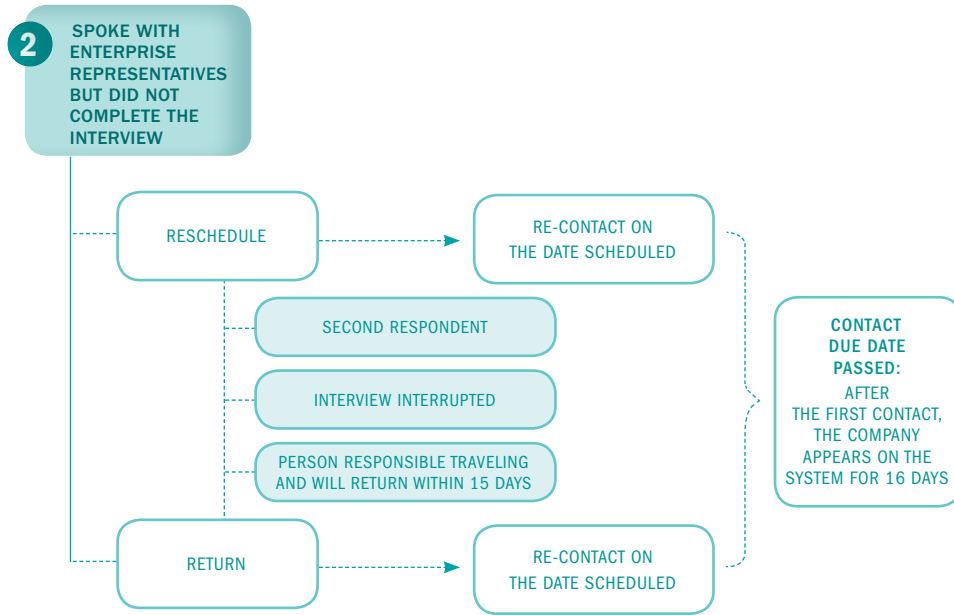 2
SPOKE WITH
ENTERPRISE
REPRESENTATIVES
BUT DID NOT
COMPLETE THE
INTERVIEW
RESCHEDULE
RE-CONTACT ON
THE DATE SCHEDULED
SECOND RESPONDENT
INTERVIEW INTERRUPTED
PERSON RESPONSIBLE TRAVELING
AND WILL RETURN WITHIN 15 DAYS
RETURN
RE-CONTACT ON
THE DATE SCHEDULED
CONTACT
DUE DATE
PASSED:
AFTER
THE FIRST CONTACT,
THE COMPANY
APPEARS ON THE
SYSTEM FOR 16 DAYS